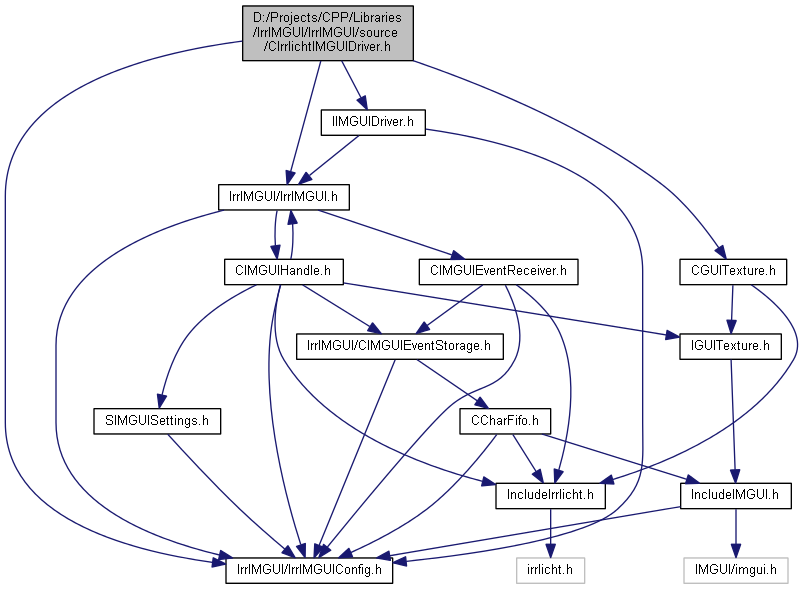 D:/Projects/CPP/Libraries
/IrrIMGUI/IrrIMGUI/source
/CIrrlichtIMGUIDriver.h
IIMGUIDriver.h
IrrIMGUI/IrrIMGUI.h
CIMGUIHandle.h
CIMGUIEventReceiver.h
CGUITexture.h
IrrIMGUI/CIMGUIEventStorage.h
IGUITexture.h
SIMGUISettings.h
CCharFifo.h
IncludeIrrlicht.h
IncludeIMGUI.h
IrrIMGUI/IrrIMGUIConfig.h
irrlicht.h
IMGUI/imgui.h